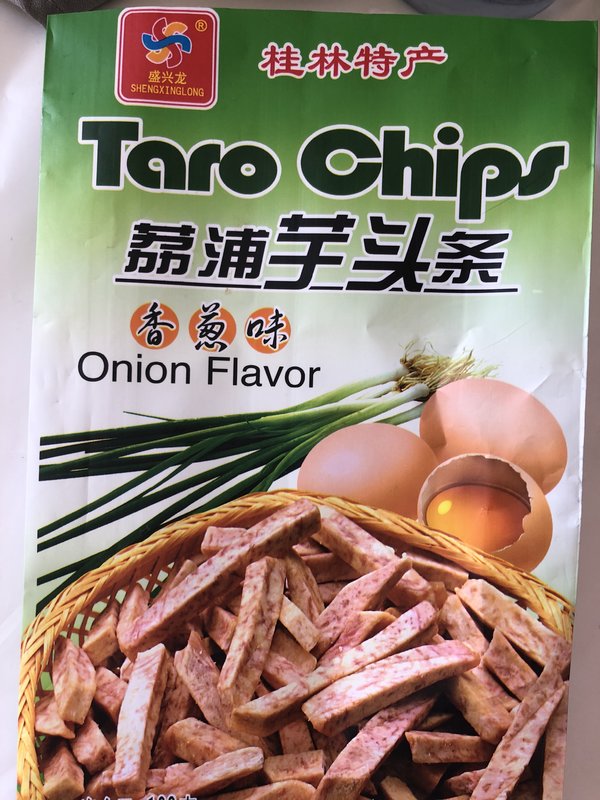 ®
盛兴龙
SHENGXINGLONG
桂林特产
Taro Chips
荔浦芋头条
香葱味
Onion Flavor